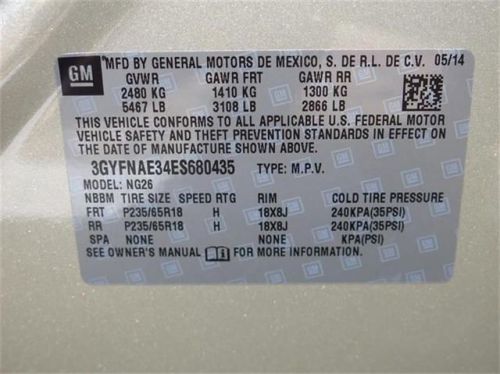 GM
MFD BY GENERAL MOTORS DE MEXICO, S. DE R.L. DE C.V. 05/14
GVWR GAWR FRT GAWR RR
2480 KG 1410 KG 1300 KG
5467 LB 3108 LB 2866 LB
THIS VEHICLE CONFORMS TO ALL APPLICABLE U.S. FEDERAL MOTOR
VEHICLE SAFETY AND THEFT PREVENTION STANDARDS IN EFFECT ON THE
DATE OF MANUFACTURE SHOWN ABOVE.
3GYFNAE34ES680435 TYPE: M.P.V.
MODEL: NG26
NBBM TIRE SIZE SPEED RTG RIM COLD TIRE PRESSURE
FRT P235/65R18 H 18X8J 240KPA(35PSI)
RR P235/65R18 H 18X8J 240KPA(35PSI)
SPA NONE NONE KPA(PSI)
SEE OWNER'S MANUAL FOR MORE INFORMATION.